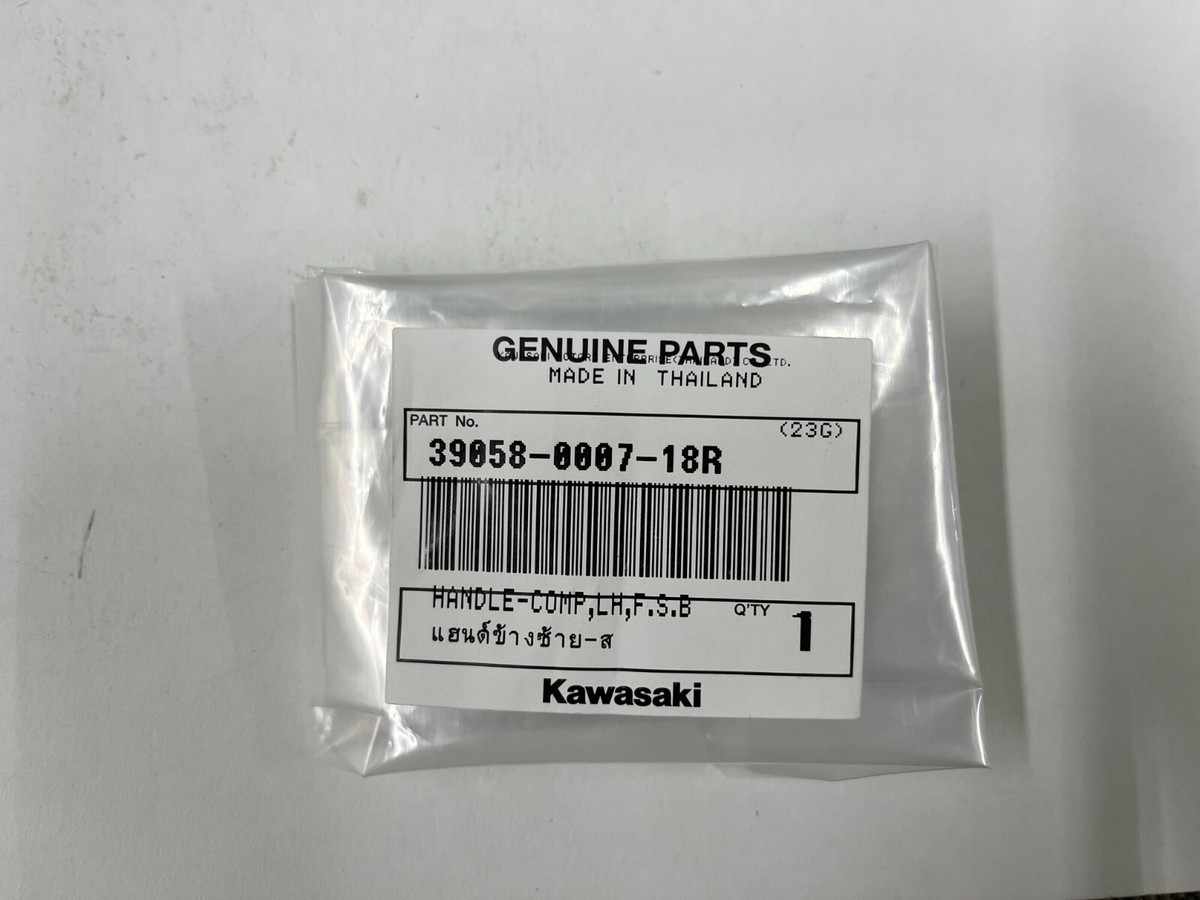 GENUINE PARTS
MADE IN THAILAND
PART No.
(23G)
39058-0007-18R
HANDLE-COMP,LH,F.S.B
Q'TY 1
แฮนด์ข้างซ้าย-ส
Kawasaki